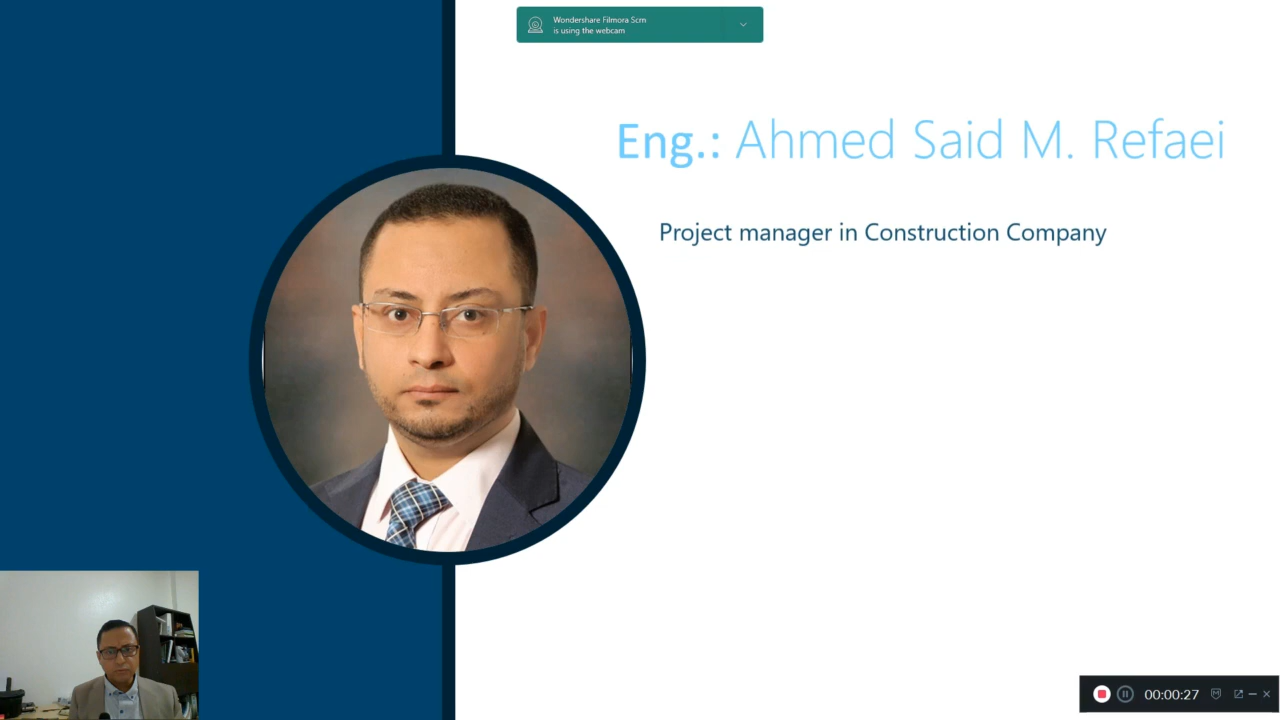 Wondershare Filmora Scrn
is using the webcam
Eng.: Ahmed Said M. Refaei
Project manager in Construction Company
00:00:27